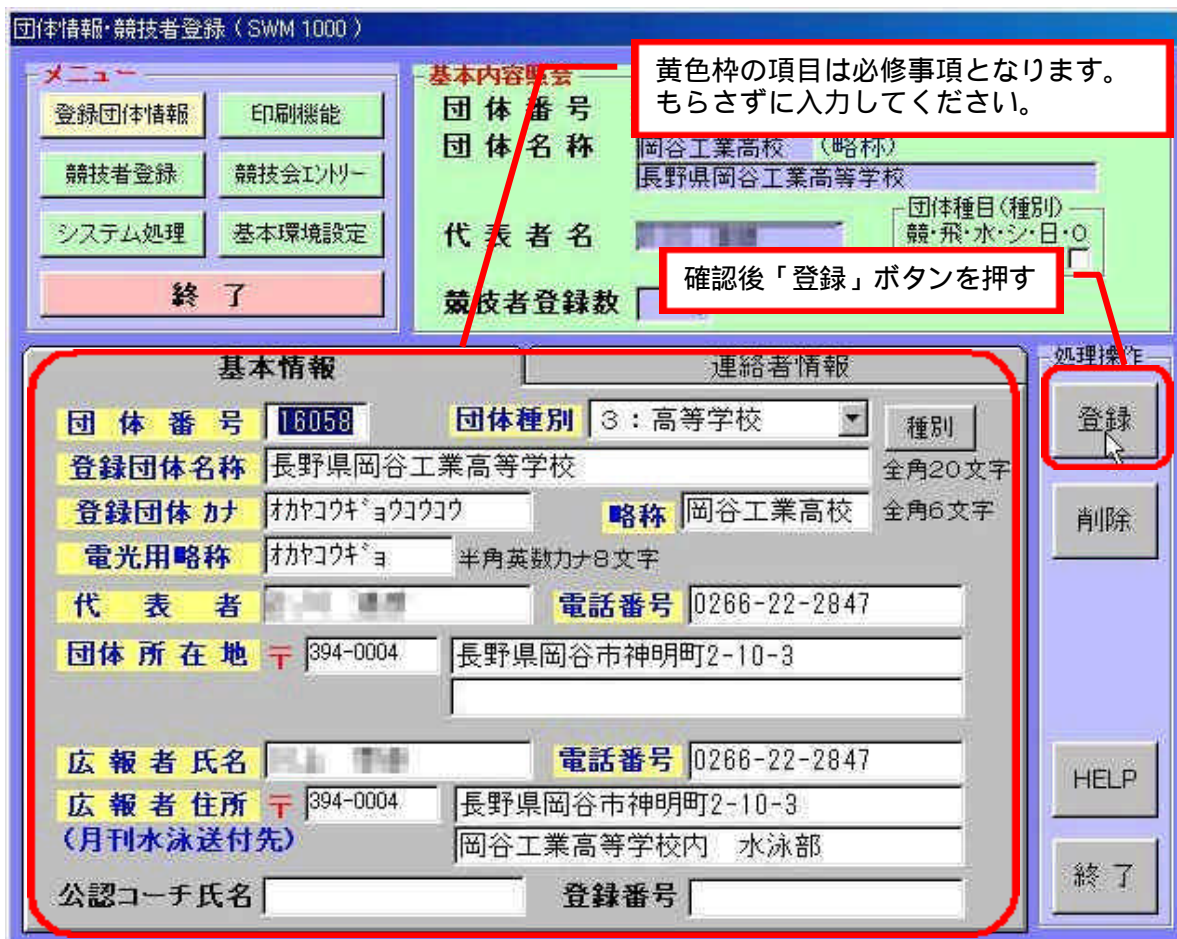 団体情報・競技者登録（SWM 1000）
メニュー
登録団体情報
印刷機能
競技者登録
競技会エントリー
システム処理
基本環境設定
終 了
基本内容照会
団体番号
団体名称
岡谷工業高校 （略称）
長野県岡谷工業高等学校
代表者名
団体種目（種別）
競・飛・水・シ・日・O
競技者登録数
黄色枠の項目は必修事項となります。
もらさずに入力してください。
確認後「登録」ボタンを押す
基本情報
連絡者情報
団体番号 16058 団体種別 3：高等学校 種別
登録団体名称 長野県岡谷工業高等学校 全角20文字
登録団体カナ ｵｶﾔｺｳｷﾞｮｳｺｳｺｳ 略称 岡谷工業高校 全角6文字
電光用略称 ｵｶﾔｺｳｷﾞｮ 半角英数カナ8文字
代表者 電話番号 0266-22-2847
団体所在地 〒 394-0004 長野県岡谷市神明町2-10-3
広報者氏名 電話番号 0266-22-2847
広報者住所 〒 394-0004 長野県岡谷市神明町2-10-3
（月刊水泳送付先） 岡谷工業高等学校内 水泳部
公認コーチ氏名 登録番号
処理操作
登録
削除
HELP
終 了